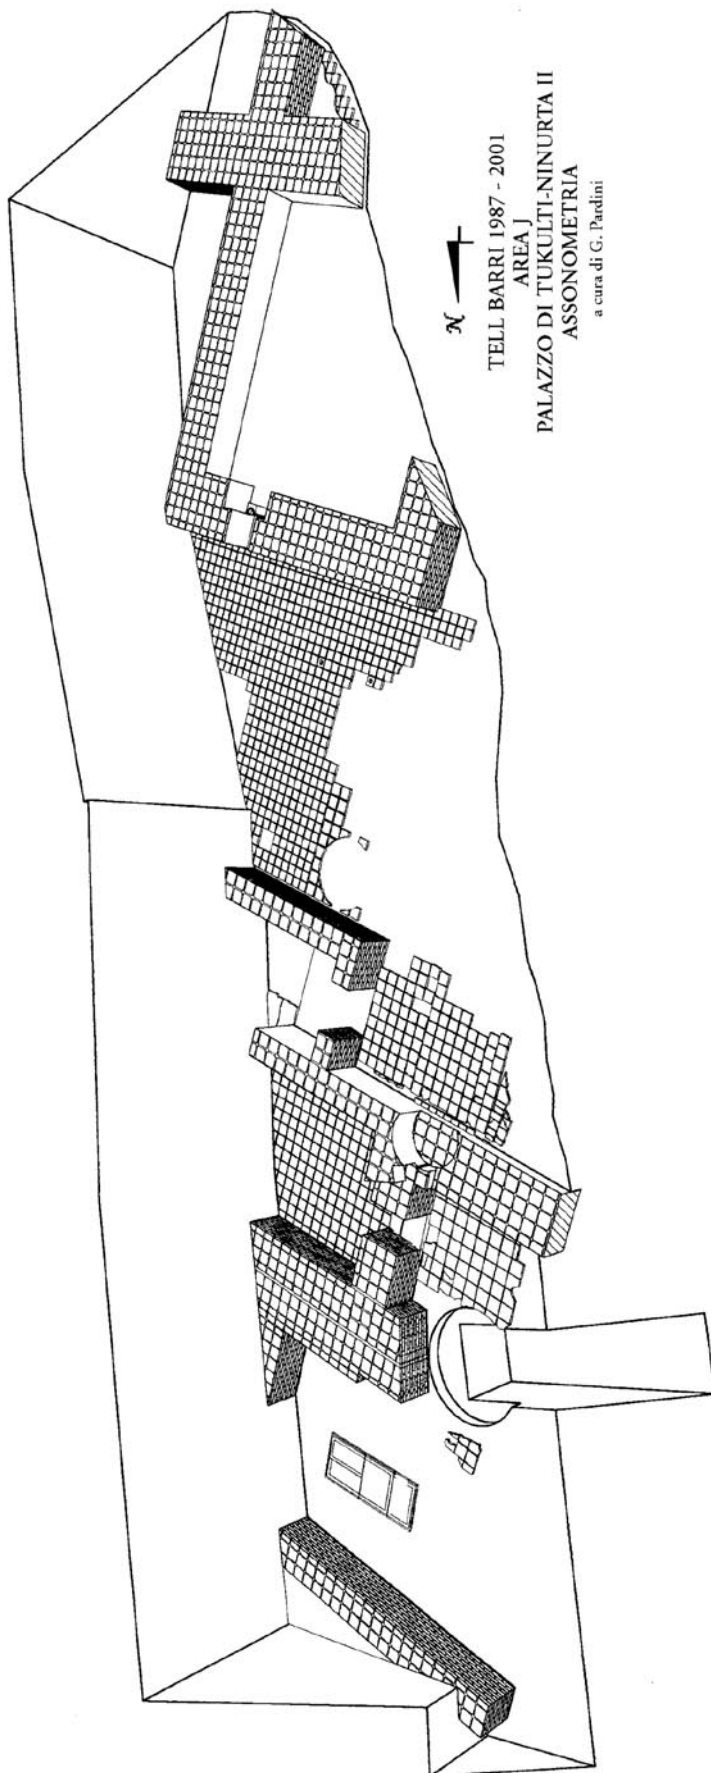 N
TELL BARRI 1987 - 2001
AREA J
PALAZZO DI TUKULTI-NINURTA II
ASSONOMETRIA
a cura di G. Pardini